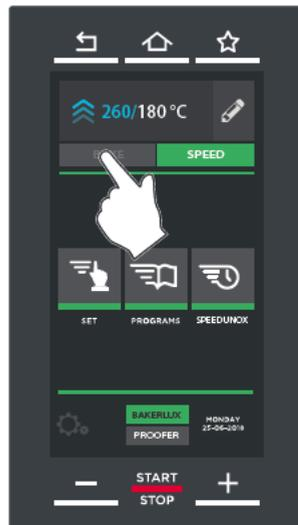 260/180 °C
SPEED
SET PROGRAMS SPEEDUNOX
BAKERLUX
PROOFER
MONDAY
25-06-2018
START
STOP